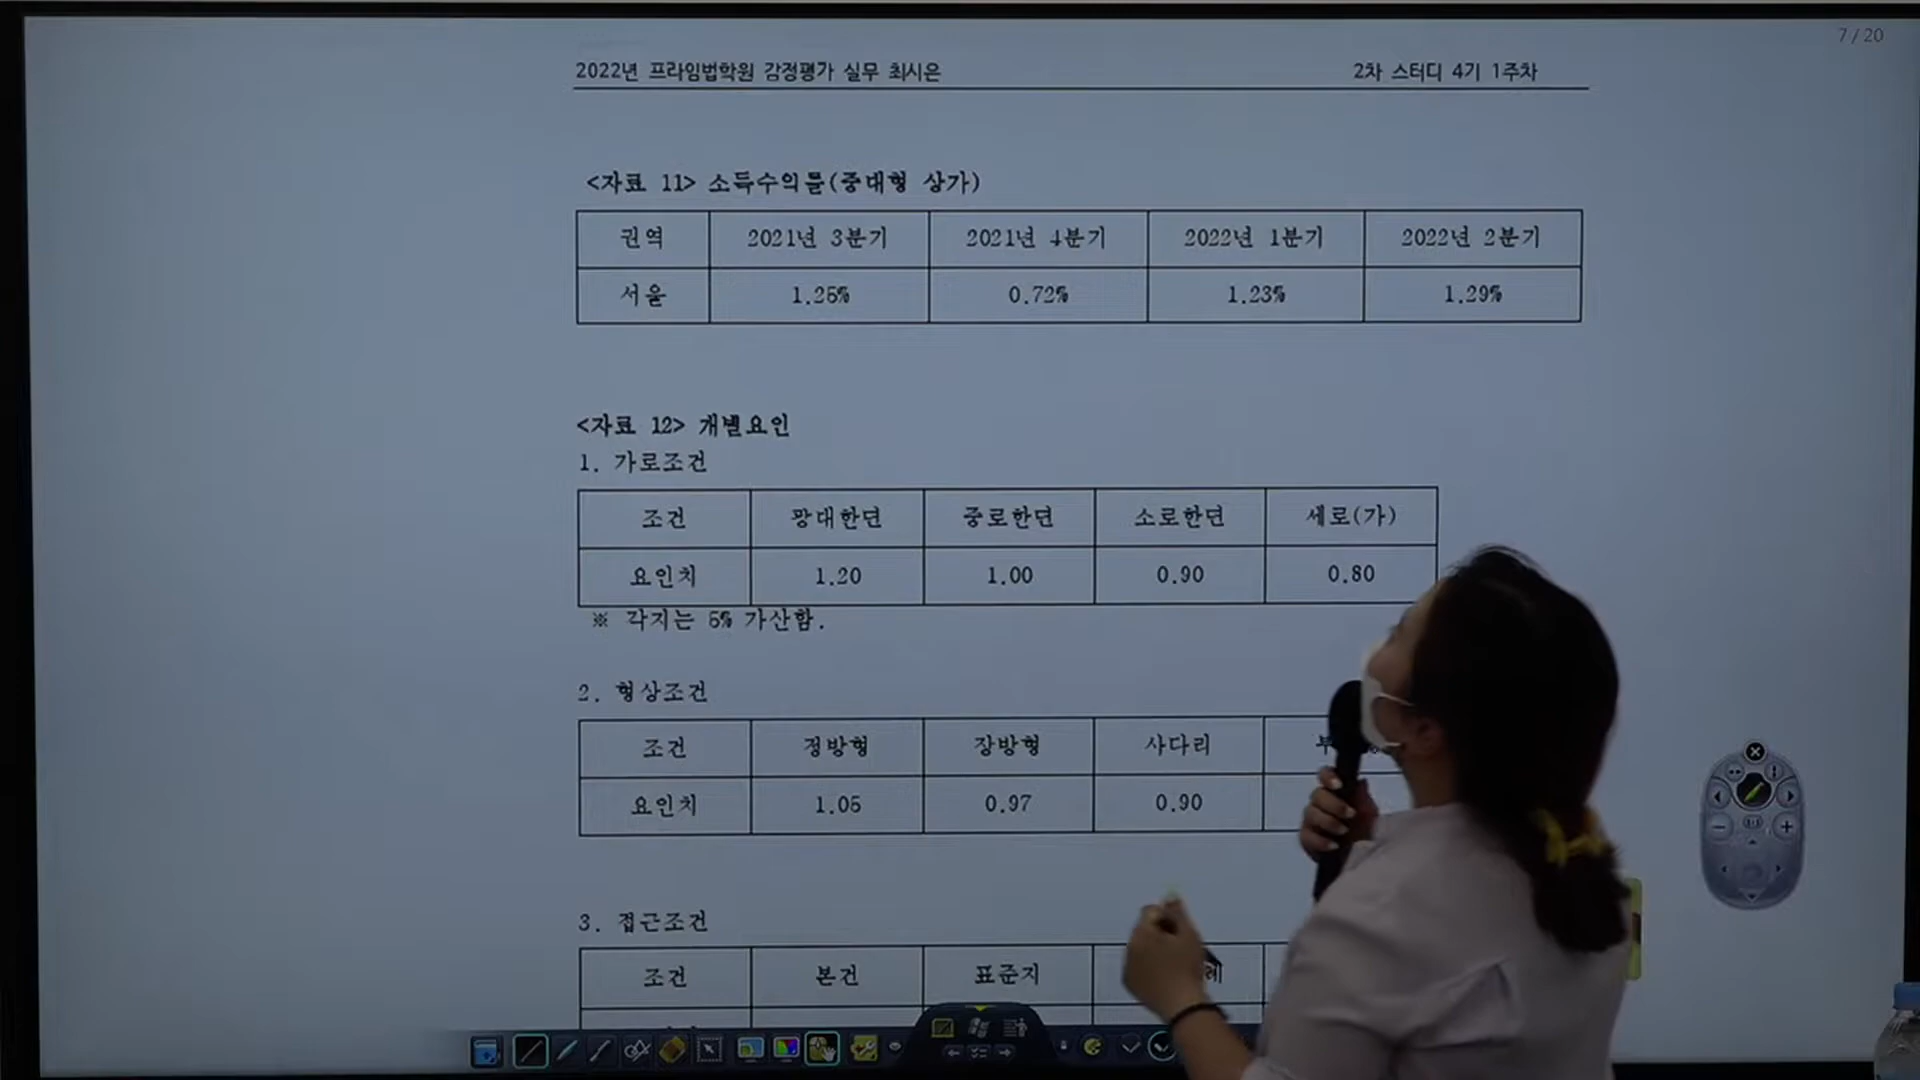 7 / 20
2022년 프라임법학원 감정평가 실무 최시은 2차 스터디 4기 1주차
<자료 11> 소득수익률(중대형 상가)
권역 2021년 3분기 2021년 4분기 2022년 1분기 2022년 2분기
서울 1.25% 0.72% 1.23% 1.29%
<자료 12> 개별요인
1. 가로조건
조건 광대한면 중로한면 소로한면 세로(가)
요인치 1.20 1.00 0.90 0.80
※ 각지는 5% 가산함.
2. 형상조건
조건 정방형 장방형 사다리
요인치 1.05 0.97 0.90
3. 접근조건
조건 본건 표준지